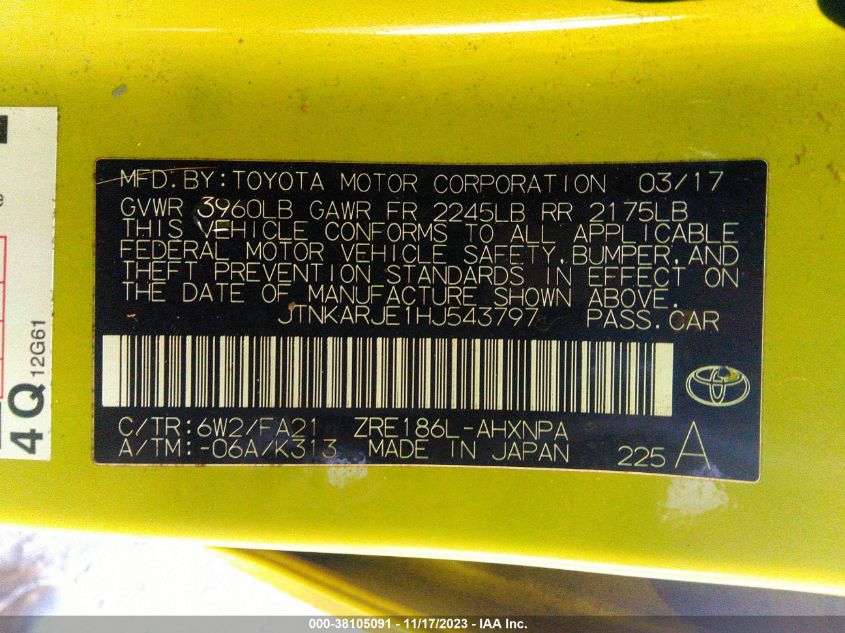 MFD.BY:TOYOTA MOTOR CORPORATION 03/17
GVWR 3960LB GAWR FR 2245LB RR 2175LB
THIS VEHICLE CONFORMS TO ALL APPLICABLE
FEDERAL MOTOR VEHICLE SAFETY,BUMPER,AND
THEFT PREVENTION STANDARDS IN EFFECT ON
THE DATE OF MANUFACTURE SHOWN ABOVE.
JTNKARJE1HJ543797 PASS.CAR
C/TR:6W2/FA21 ZRE186L-AHXNPA
A/TM:-06A/K313 MADE IN JAPAN 225 A
4Q 12G61
000-38105091 - 11/17/2023 - IAA Inc.